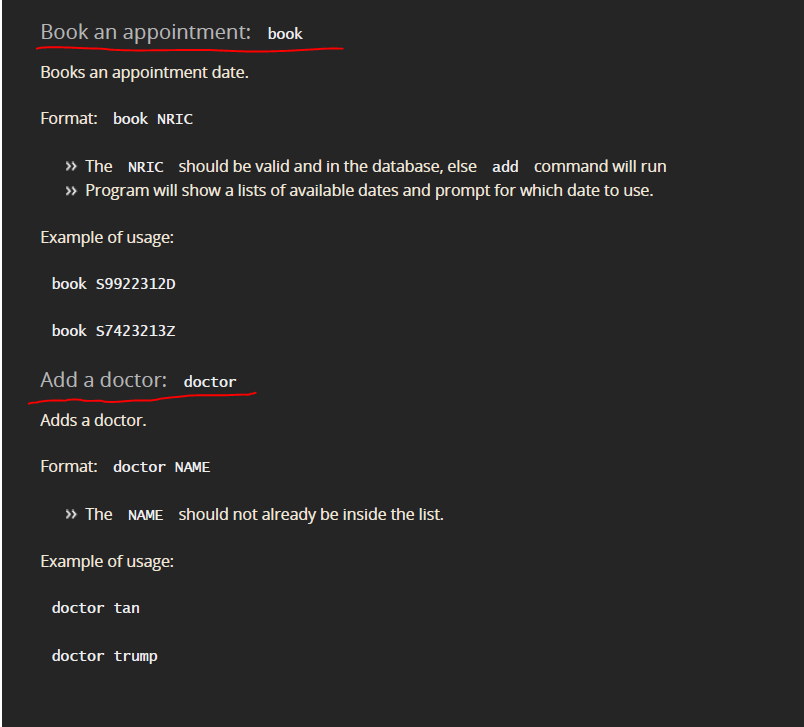 Book an appointment: book
Books an appointment date.
Format: book NRIC
» The NRIC should be valid and in the database, else add command will run
» Program will show a lists of available dates and prompt for which date to use.
Example of usage:
book S9922312D
book S7423213Z
Add a doctor: doctor
Adds a doctor.
Format: doctor NAME
» The NAME should not already be inside the list.
Example of usage:
doctor tan
doctor trump